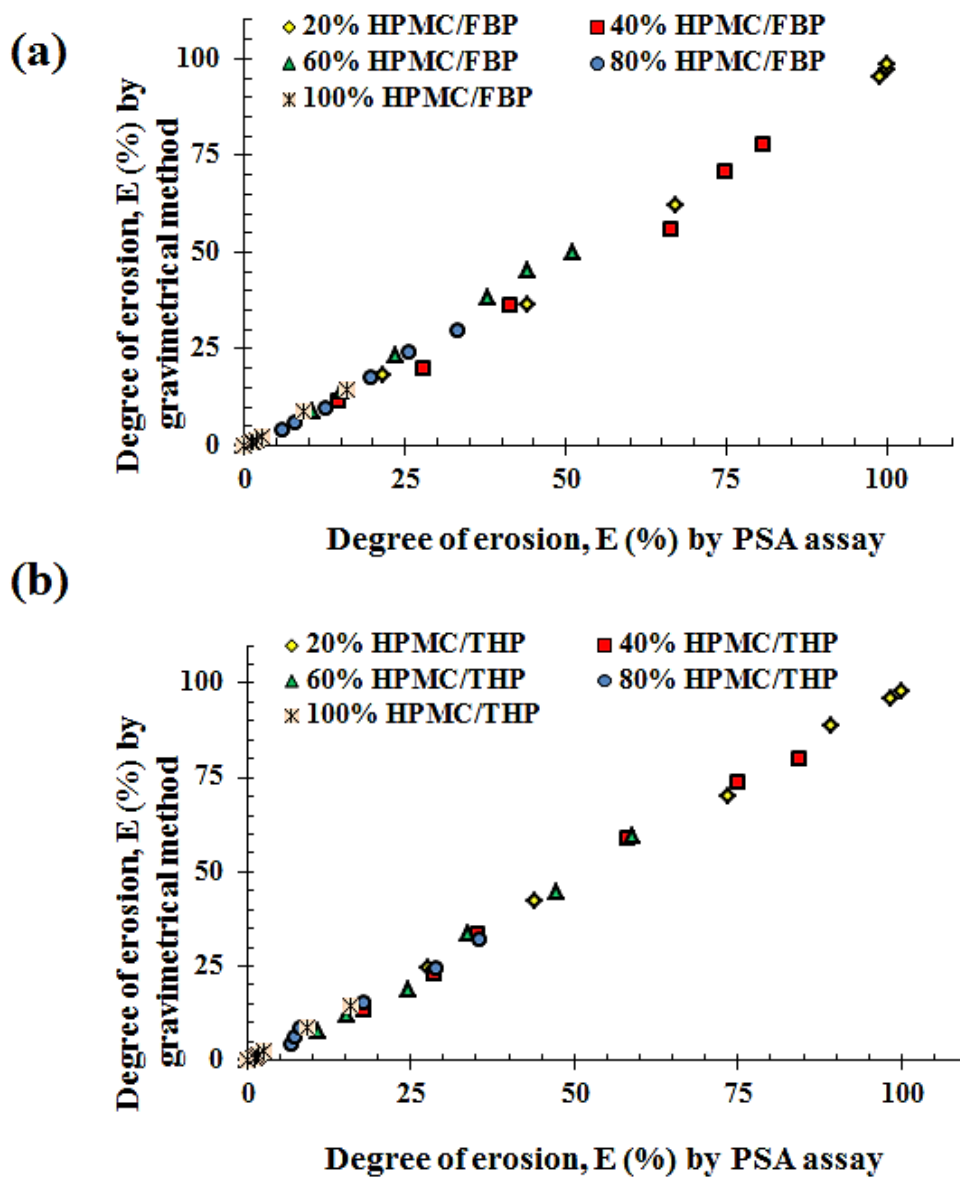 (a)
20% HPMC/FBP 40% HPMC/FBP
60% HPMC/FBP 80% HPMC/FBP
100% HPMC/FBP
Degree of erosion, E (%) by
gravimetrical method
100
75
50
25
0
0 25 50 75 100
Degree of erosion, E (%) by PSA assay
(b)
20% HPMC/THP 40% HPMC/THP
60% HPMC/THP 80% HPMC/THP
100% HPMC/THP
Degree of erosion, E (%) by
gravimetrical method
100
75
50
25
0
0 25 50 75 100
Degree of erosion, E (%) by PSA assay